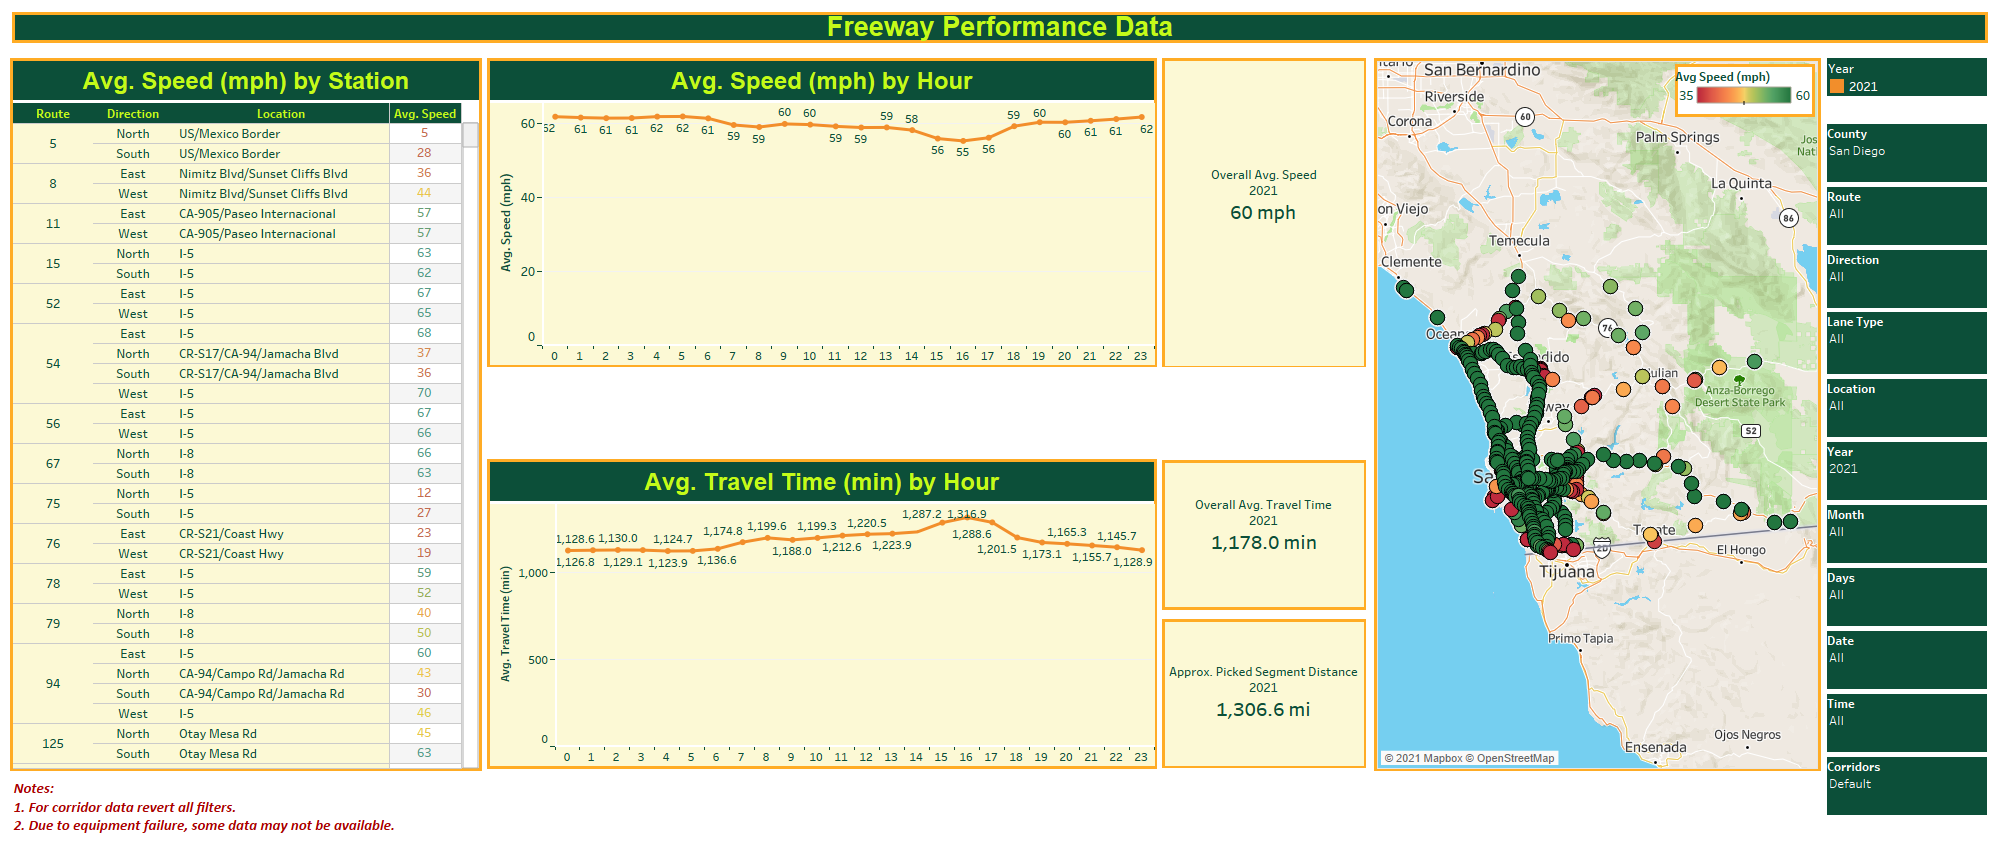 Freeway Performance Data
Avg. Speed (mph) by Station
Route Direction Location Avg. Speed
5 North US/Mexico Border 5
South US/Mexico Border 28
8 East Nimitz Blvd/Sunset Cliffs Blvd 36
West Nimitz Blvd/Sunset Cliffs Blvd 44
11 East CA-905/Paseo Internacional 57
West CA-905/Paseo Internacional 57
15 North I-5 63
South I-5 62
52 East I-5 67
West I-5 65
54 East I-5 68
North CR-S17/CA-94/Jamacha Blvd 37
South CR-S17/CA-94/Jamacha Blvd 36
West I-5 70
56 East I-5 67
West I-5 66
67 North I-8 66
South I-8 63
75 North I-5 12
South I-5 27
76 East CR-S21/Coast Hwy 23
West CR-S21/Coast Hwy 19
78 East I-5 59
West I-5 52
79 North I-8 40
South I-8 50
94 East I-5 60
North CA-94/Campo Rd/Jamacha Rd 43
South CA-94/Campo Rd/Jamacha Rd 30
West I-5 46
125 North Otay Mesa Rd 45
South Otay Mesa Rd 63
Notes:
1. For corridor data revert all filters.
2. Due to equipment failure, some data may not be available.
Avg. Speed (mph) by Hour
Avg. Speed (mph)
60
40
20
0
62 61 61 61 62 62 61 59 59 60 60 59 59 59 58 56 55 56 59 60 60 61 61 62
0 1 2 3 4 5 6 7 8 9 10 11 12 13 14 15 16 17 18 19 20 21 22 23
Overall Avg. Speed
2021
60 mph
Avg. Travel Time (min) by Hour
Avg. Travel Time (min)
1,000
500
0
1,128.6 1,130.0 1,124.7 1,174.8 1,199.6 1,199.3 1,220.5 1,287.2 1,316.9 1,165.3 1,145.7
1,126.8 1,129.1 1,123.9 1,136.6 1,188.0 1,212.6 1,223.9 1,288.6 1,201.5 1,173.1 1,155.7 1,128.9
0 1 2 3 4 5 6 7 8 9 10 11 12 13 14 15 16 17 18 19 20 21 22 23
Overall Avg. Travel Time
2021
1,178.0 min
Approx. Picked Segment Distance
2021
1,306.6 mi
Avg Speed (mph)
35 60
San Bernardino
Riverside
60
Corona
Palm Springs
La Quinta
on Viejo
86
Temecula
Clemente
76
Anza-Borrego
Desert State Park
S2
El Hongo
Tijuana
Primo Tapia
Ojos Negros
Ensenada
© 2021 Mapbox © OpenStreetMap
Year
2021
County
San Diego
Route
All
Direction
All
Lane Type
All
Location
All
Year
2021
Month
All
Days
All
Date
All
Time
All
Corridors
Default